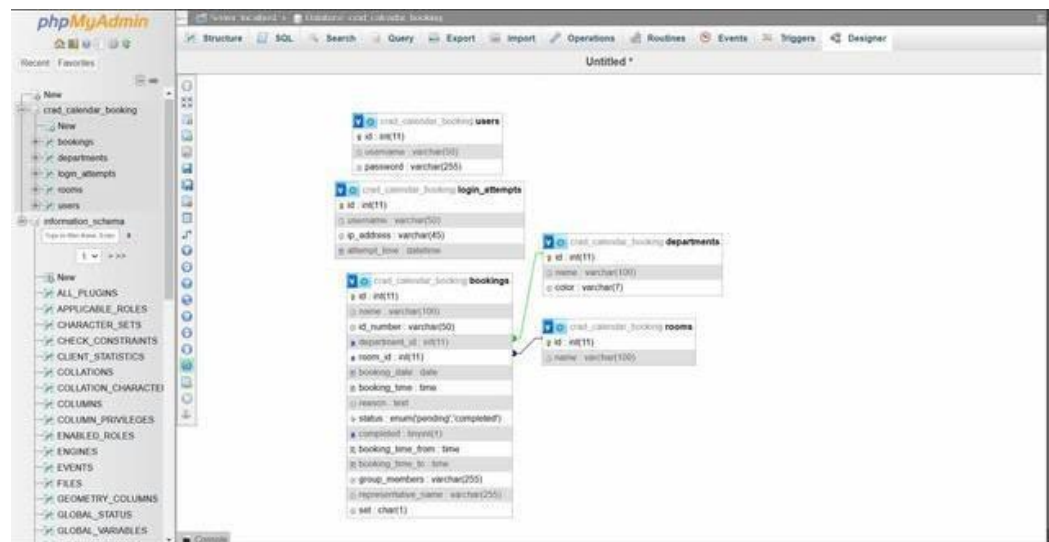 phpMyAdmin
Recent Favorites
New
crad_calendar_booking
New
bookings
departments
login_attempts
rooms
users
information_schema
1 > >>
New
ALL_PLUGINS
APPLICABLE_ROLES
CHARACTER_SETS
CHECK_CONSTRAINTS
CLIENT_STATISTICS
COLLATIONS
COLLATION_CHARACTE
COLUMNS
COLUMN_PRIVILEGES
ENABLED_ROLES
ENGINES
EVENTS
FILES
GEOMETRY_COLUMNS
GLOBAL_STATUS
GLOBAL_VARIABLES
Server: localhost » Database: crad_calendar_booking
Structure SQL Search Query Export Import Operations Routines Events Triggers Designer
Untitled *
crad_calendar_booking users
id : int(11)
username : varchar(50)
password : varchar(255)
crad_calendar_booking login_attempts
id : int(11)
username : varchar(50)
ip_address : varchar(45)
attempt_time : datetime
crad_calendar_booking bookings
id : int(11)
name : varchar(100)
id_number : varchar(50)
department_id : int(11)
room_id : int(11)
booking_date : date
booking_time : time
reason : text
status : enum('pending','completed')
completed : tinyint(1)
booking_time_from : time
booking_time_to : time
group_members : varchar(255)
representative_name : varchar(255)
set : char(1)
crad_calendar_booking departments
id : int(11)
name : varchar(100)
color : varchar(7)
crad_calendar_booking rooms
id : int(11)
name : varchar(100)
Console